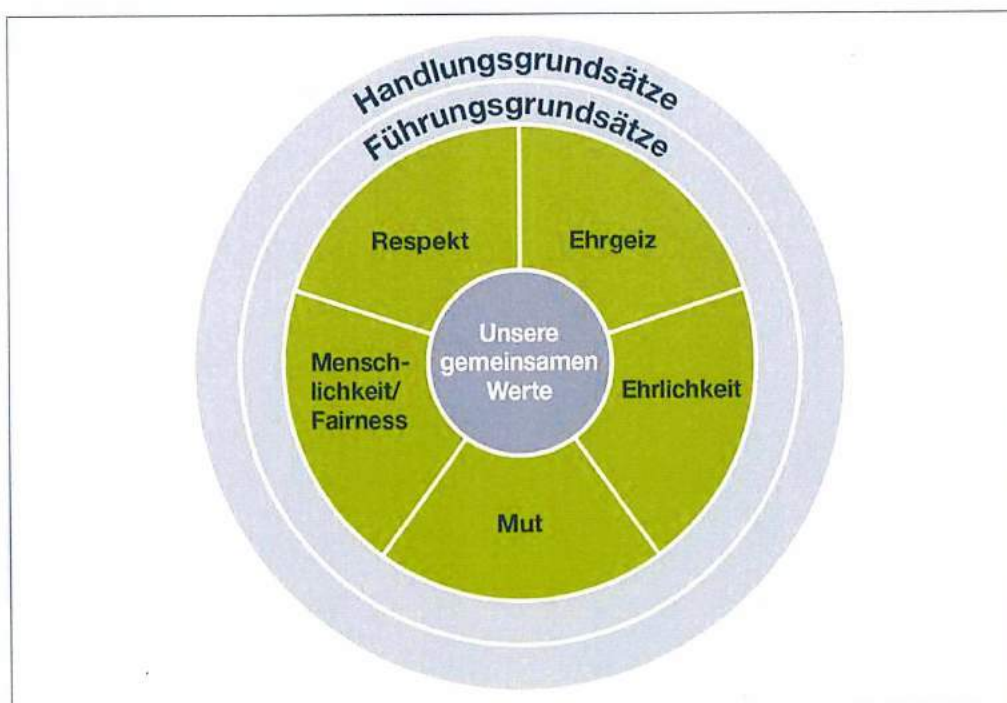 Handlungsgrundsätze
Führungsgrundsätze
Respekt
Ehrgeiz
Unsere
gemeinsamen
Werte
Mensch-
lichkeit/
Fairness
Ehrlichkeit
Mut